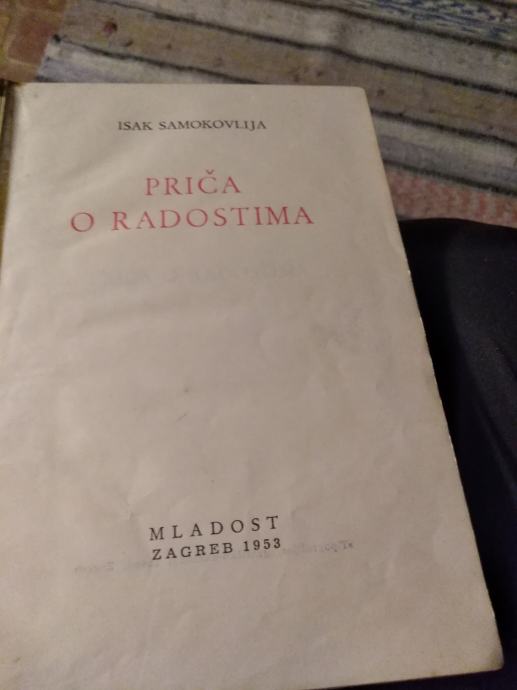 ISAK SAMOKOVLIJA
PRIČA
O RADOSTIMA
MLADOST
ZAGREB 1953